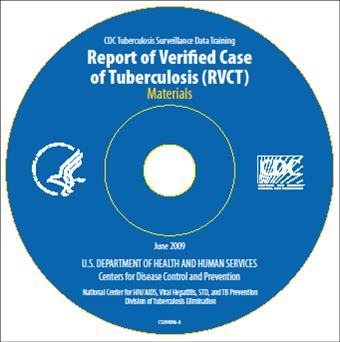 CDC Tuberculosis Surveillance Data Training
Report of Verified Case
of Tuberculosis (RVCT)
Materials
CDC
June 2009
U.S. DEPARTMENT OF HEALTH AND HUMAN SERVICES
Centers for Disease Control and Prevention
National Center for HIV/AIDS, Viral Hepatitis, STD, and TB Prevention
Division of Tuberculosis Elimination